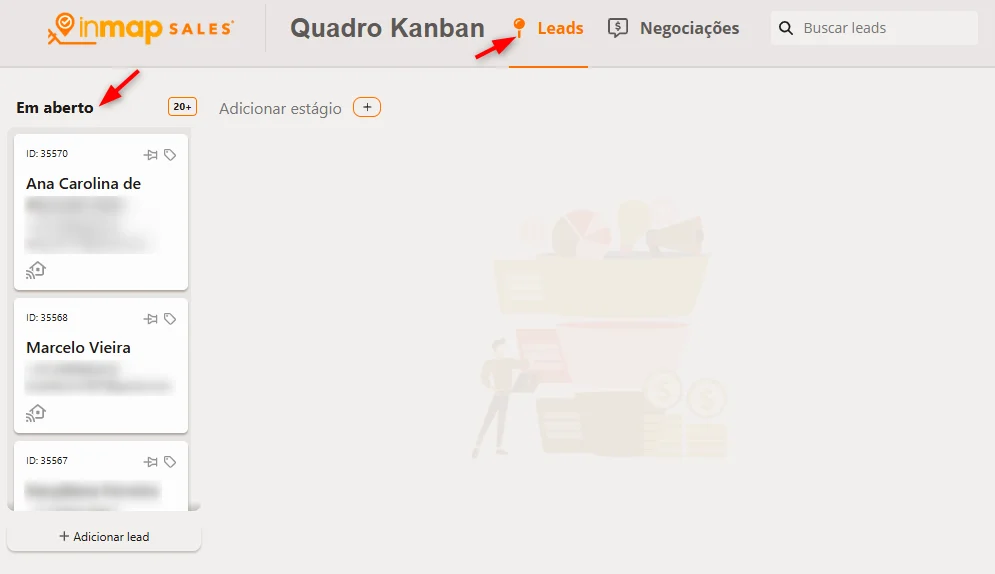 inmap SALES
Quadro Kanban
Leads
Negociações
Buscar leads
Em aberto
20+
Adicionar estágio
+
ID: 35570
Ana Carolina de
ID: 35568
Marcelo Vieira
ID: 35567
+ Adicionar lead